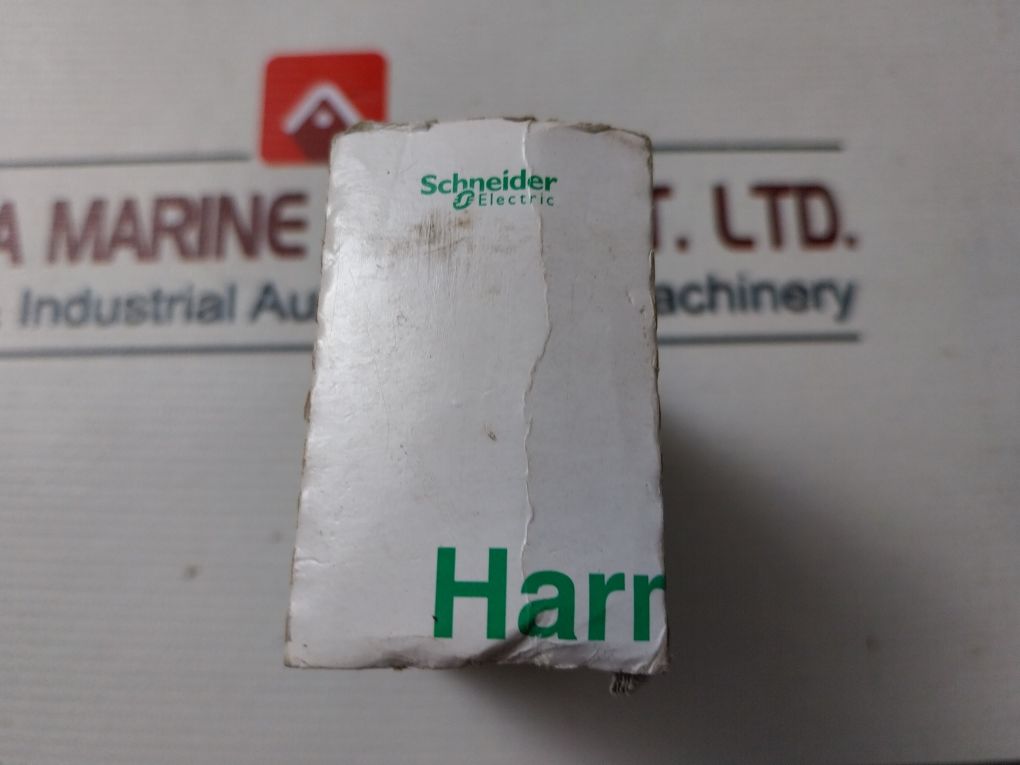 Schneider
Electric
A MARINE T. LTD.
Industrial Au achinery
Harr